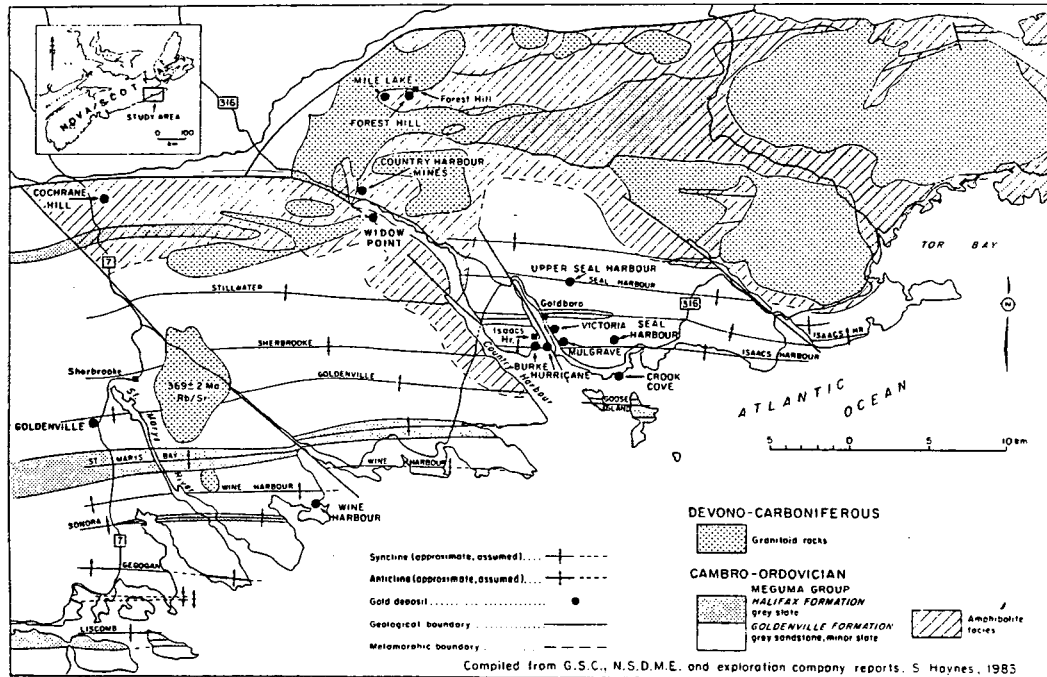 NOVA SCOT
STUDY AREA
0 100
km
316
MILE LAKE
Forest Hill
FOREST HILL
COUNTRY HARBOUR
MINES
COCHRANE
HILL
WIDOW
POINT
TOR BAY
7
UPPER SEAL HARBOUR
SEAL HARBOUR
316
STILLWATER
Goldboro
VICTORIA
SEAL
HARBOUR
Isaacs
Hr.
MULGRAVE
ISAACS HR.
ISAACS HARBOUR
SHERBROOKE
BURKE
HURRICANE
Country Harbour
CROOK
COVE
Sherbrooke
369±2 Ma
Rb/Sr
GOLDENVILLE
GOOSE
ISLAND
ATLANTIC
OCEAN
N
GOLDENVILLE
St. Marys River
5 0 5 10 km
ST MARYS BAY
WINE HARBOUR
WINE HARBOUR
WINE
HARBOUR
SONORA
7
GEGOGAN
LISCOMB
Syncline (approximate, assumed)....
Anticline (approximate, assumed)....
Gold deposit .............
Geological boundary .......
Metamorphic boundary .......
DEVONO-CARBONIFEROUS
Granitoid rocks
CAMBRO-ORDOVICIAN
MEGUMA GROUP
HALIFAX FORMATION
grey slate
GOLDENVILLE FORMATION
grey sandstone, minor slate
Amphibolite
facies
Compiled from G.S.C., N.S.D.M.E. and exploration company reports. S Haynes, 1983